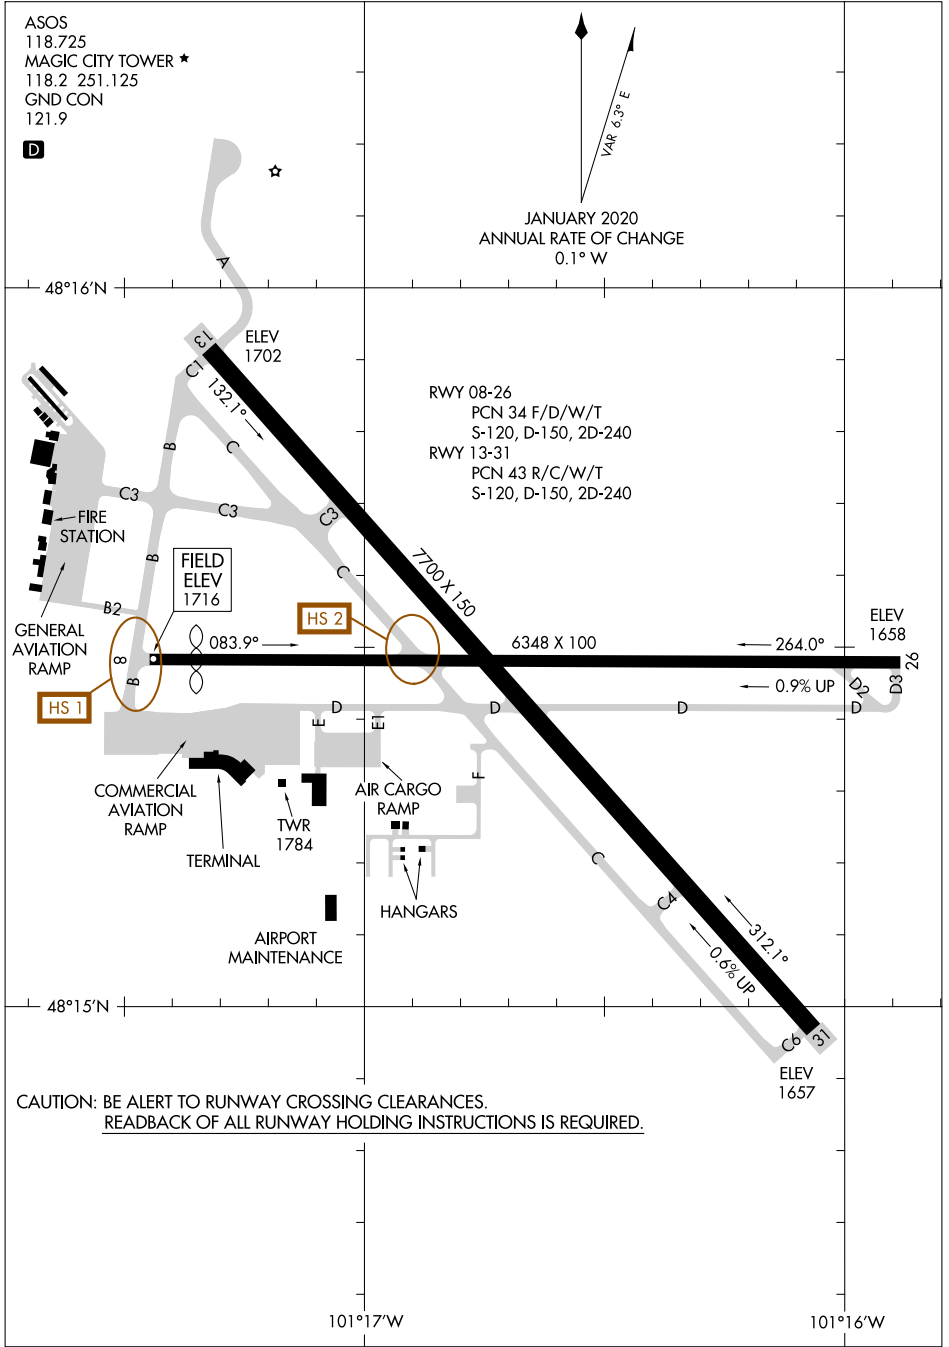 ASOS
118.725
MAGIC CITY TOWER ★
118.2 251.125
GND CON
121.9
D
VAR 6.3° E
JANUARY 2020
ANNUAL RATE OF CHANGE
0.1° W
48°16'N
A
13
ELEV
1702
C1
132.1°
RWY 08-26
PCN 34 F/D/W/T
S-120, D-150, 2D-240
RWY 13-31
PCN 43 R/C/W/T
S-120, D-150, 2D-240
B
C
C3
C3
C3
FIRE
STATION
B
C
7700 X 150
FIELD
ELEV
1716
B2
HS 2
GENERAL
AVIATION
RAMP
8
083.9°
6348 X 100
264.0°
ELEV
1658
26
B
HS 1
0.9% UP
D2
D3
D
D
D
D
E
E1
F
COMMERCIAL
AVIATION
RAMP
AIR CARGO
RAMP
TWR
1784
TERMINAL
C
HANGARS
C4
AIRPORT
MAINTENANCE
312.1°
0.6% UP
48°15'N
C6
31
ELEV
1657
CAUTION: BE ALERT TO RUNWAY CROSSING CLEARANCES.
READBACK OF ALL RUNWAY HOLDING INSTRUCTIONS IS REQUIRED.
101°17'W
101°16'W